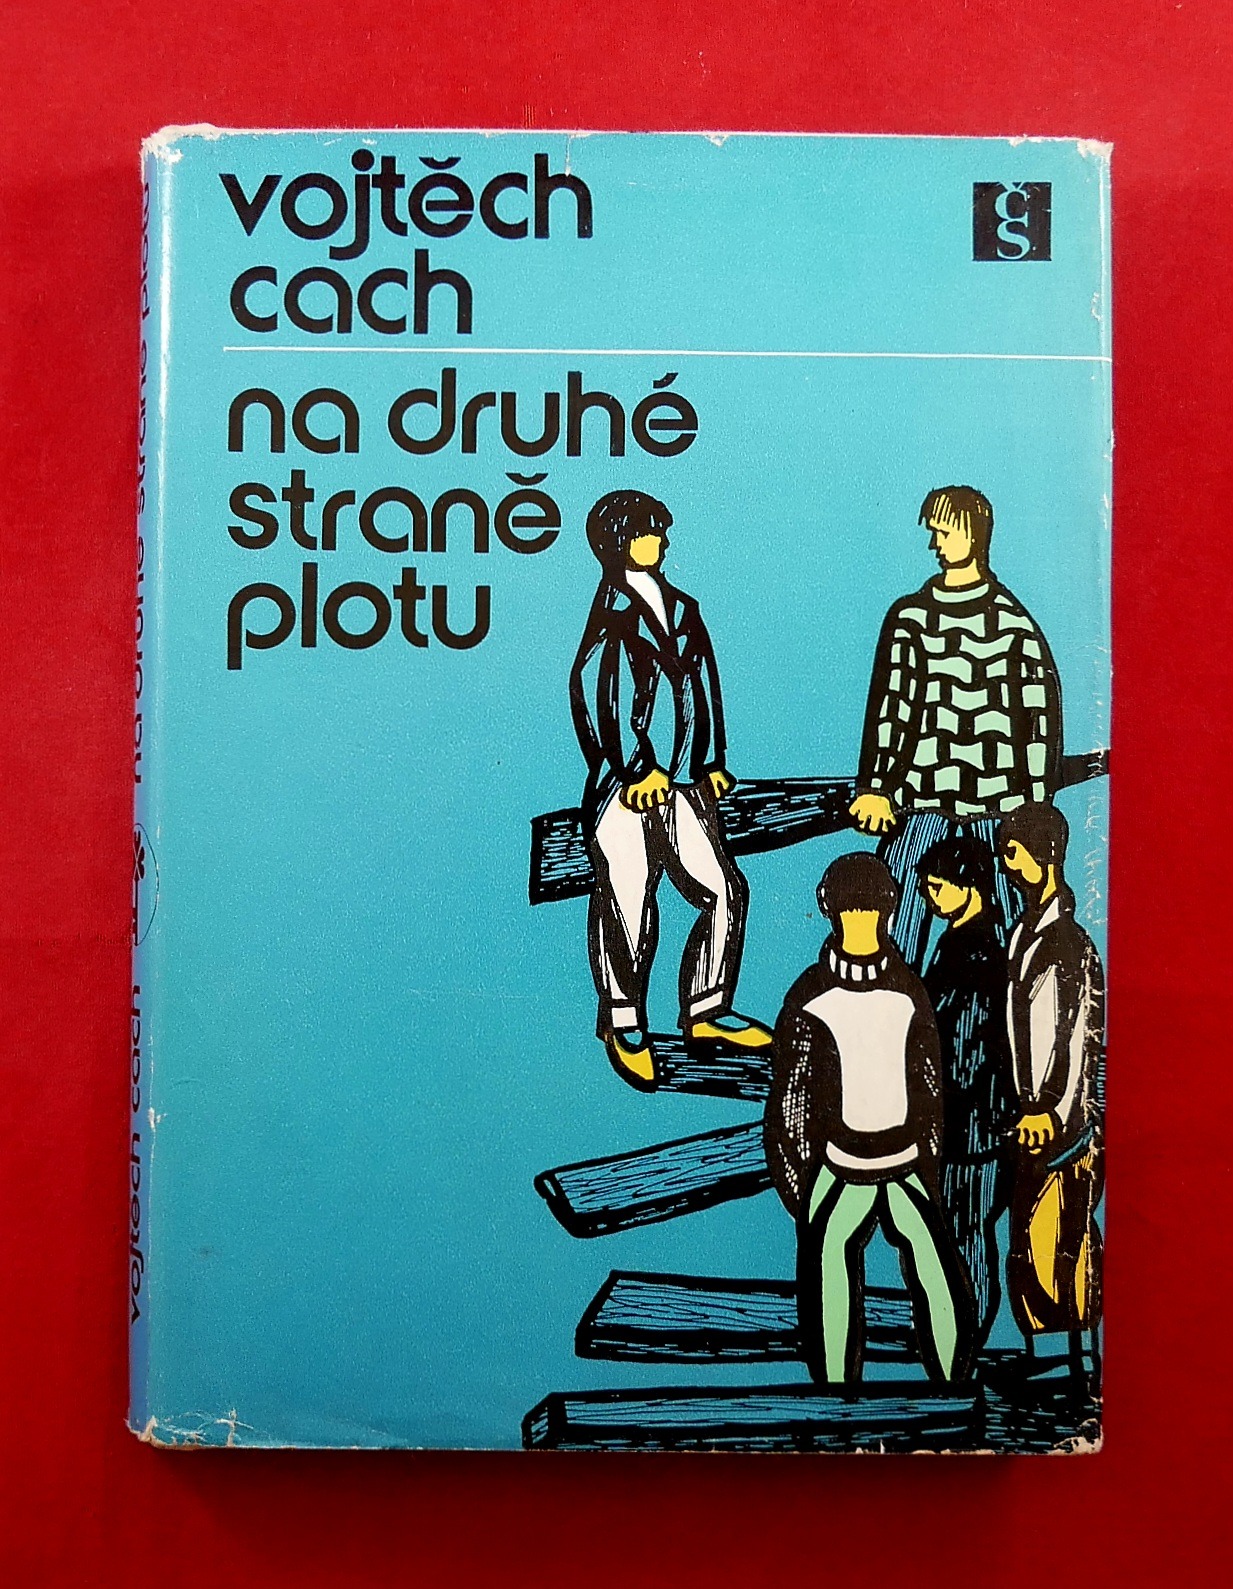 vojtěch
cach
čs
na druhé
straně
plotu
vojtěch cach na druhé straně plotu